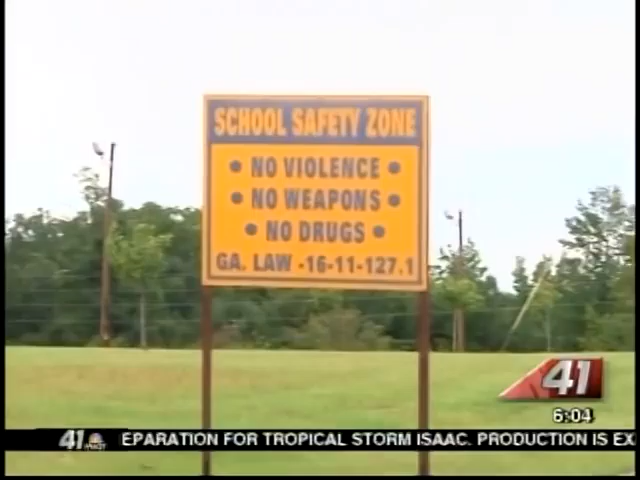 SCHOOL SAFETY ZONE
• NO VIOLENCE •
• NO WEAPONS •
• NO DRUGS •
GA. LAW -16-11-127.1
41
6:04
41 EPARATION FOR TROPICAL STORM ISAAC. PRODUCTION IS EX